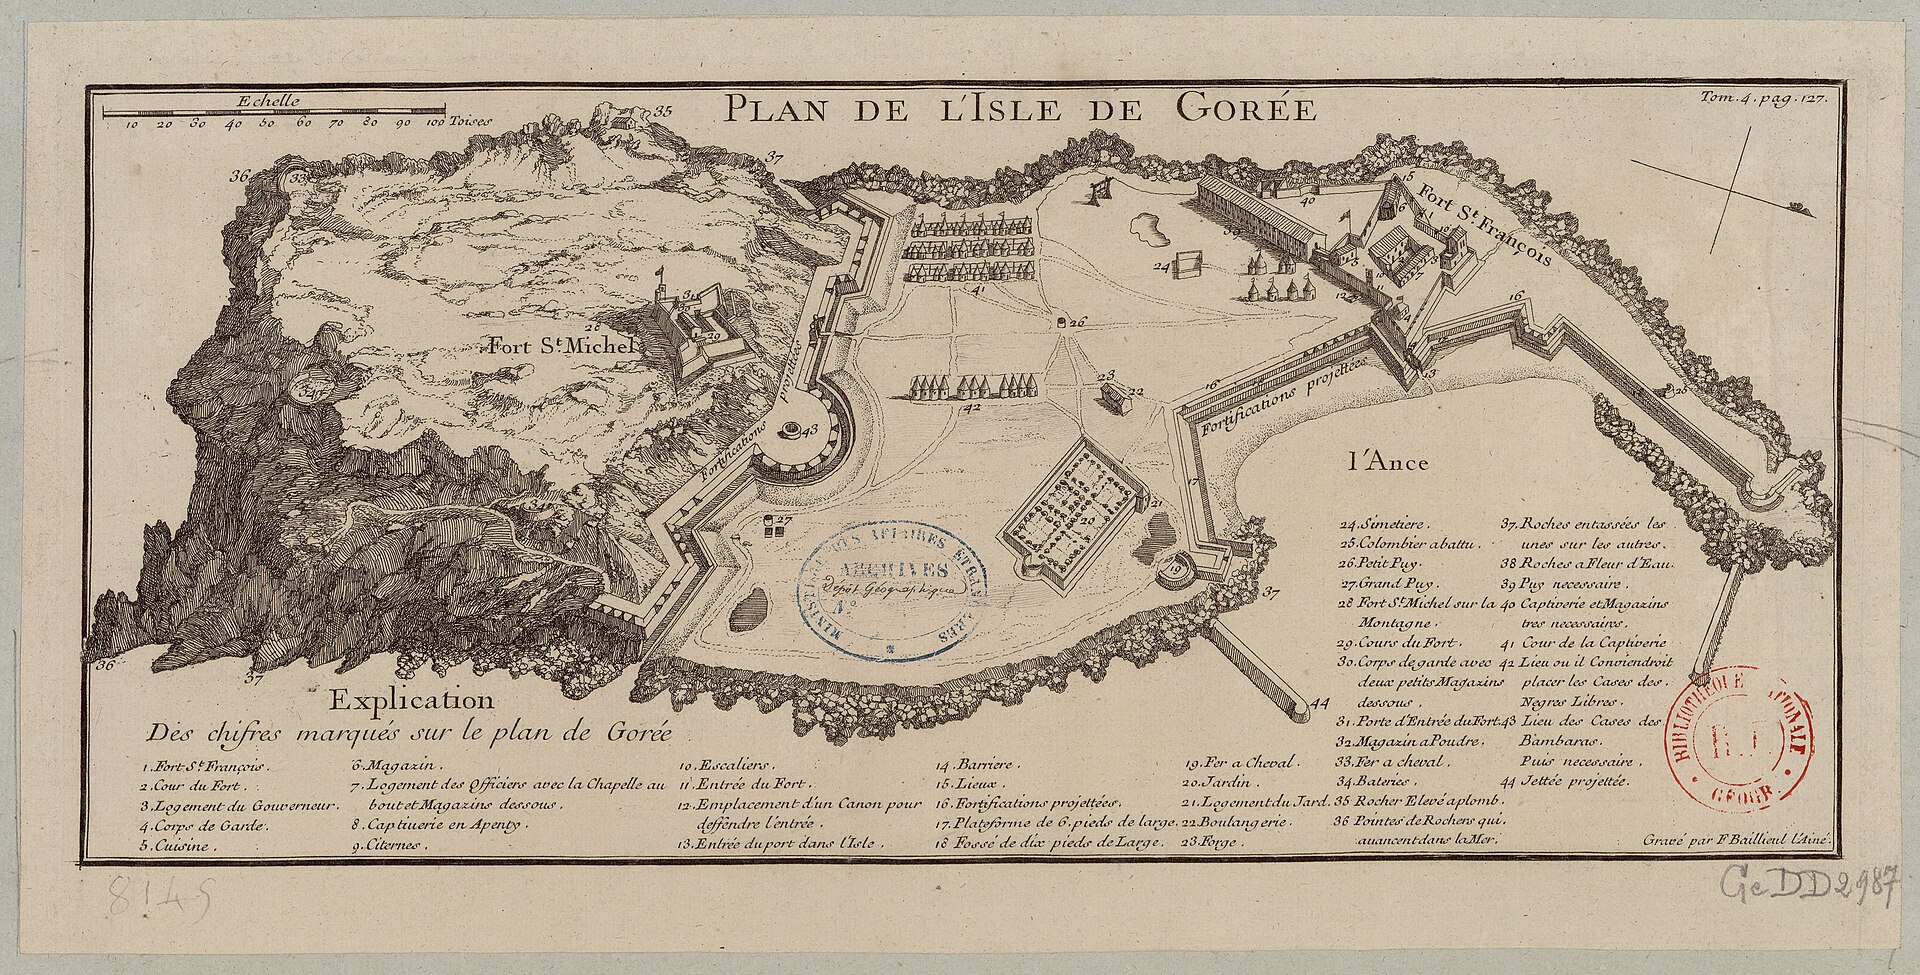 Echelle
10 20 30 40 50 60 70 80 90 100 Toises
PLAN DE L'ISLE DE GORÉE
Tom. 4. pag. 127.
35
36
33
37
15
40
Fort St. François
24
41
16
26
28
31
29
Fort St. Michel
projettées
Fortifications
43
42
23
22
16
Fortifications projettées
13
25
34
34
17
20
21
19
27
l'Ance
37
44
36
37
MINISTÈRE DES AFFAIRES ÉTRANGÈRES
ARCHIVES
Dépôt Géographique
N°
Explication
Des chifres marqués sur le plan de Gorée
1. Fort St. François.
2. Cour du Fort.
3. Logement du Gouverneur.
4. Corps de Garde.
5. Cuisine.
6. Magazin.
7. Logement des Officiers avec la Chapelle au
bout et Magazins dessous.
8. Captiuerie en Apenty.
9. Citernes.
10. Escaliers.
11. Entrée du Fort.
12. Emplacement d'un Canon pour
deffendre l'entrée.
13. Entrée du port dans l'Isle.
14. Barriere.
15. Lieux.
16. Fortifications projettées.
17. Plateforme de 6. pieds de large.
18 Fossé de dix pieds de Large.
19. Fer a Cheval.
20. Jardin.
21. Logement du Jard.
22. Boulangerie.
23. Forge.
24. Simetiere.
25. Colombier abattu.
26. Petit Puy.
27. Grand Puy.
28 Fort St. Michel sur la
Montagne.
29. Cours du Fort.
30. Corps de garde avec
deux petits Magazins
dessous.
31. Porte d'Entrée du Fort.
32. Magazin a Poudre.
33. Fer a cheval.
34. Bateries.
35 Rocher Elevé aplomb.
36 Pointes de Rochers qui
auancent dans la Mer.
37. Roches entassées les
unes sur les autres.
38 Roches a Fleur d'Eau.
39 Puy necessaire.
40 Captiverie et Magazins
tres necessaires.
41 Cour de la Captiverie
42 Lieu ou il Conviendroit
placer les Cases des
Negres Libres.
43 Lieu des Cases des
Bambaras.
Puis necessaire.
44 Jettée projettée.
BIBLIOTHEQUE NATIONALE
GEOGR.
Gravé par F Baillieul l'Ainé.
8145
Ge DD 2987